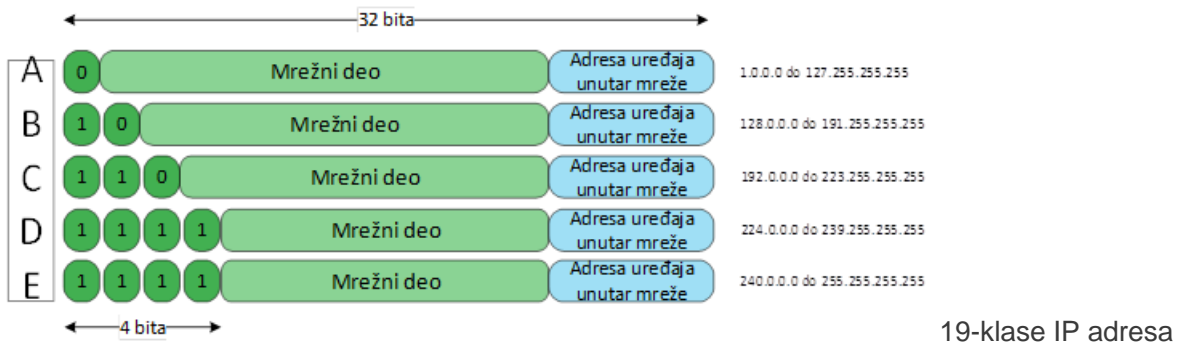 32 bita
A 0 Mrežni deo Adresa uređaja unutar mreže 1.0.0.0 do 127.255.255.255
B 1 0 Mrežni deo Adresa uređaja unutar mreže 128.0.0.0 do 191.255.255.255
C 1 1 0 Mrežni deo Adresa uređaja unutar mreže 192.0.0.0 do 223.255.255.255
D 1 1 1 1 Mrežni deo Adresa uređaja unutar mreže 224.0.0.0 do 239.255.255.255
E 1 1 1 1 Mrežni deo Adresa uređaja unutar mreže 240.0.0.0 do 255.255.255.255
4 bita
19-klase IP adresa